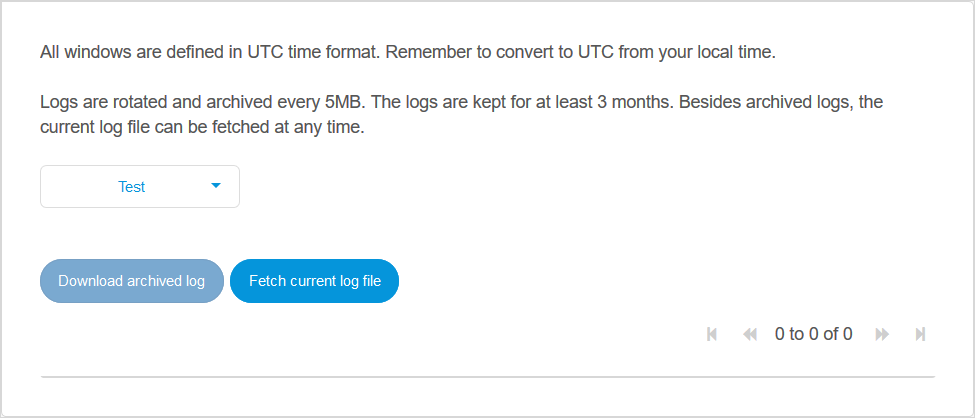 All windows are defined in UTC time format. Remember to convert to UTC from your local time.
Logs are rotated and archived every 5MB. The logs are kept for at least 3 months. Besides archived logs, the
current log file can be fetched at any time.
Test
Download archived log Fetch current log file
0 to 0 of 0